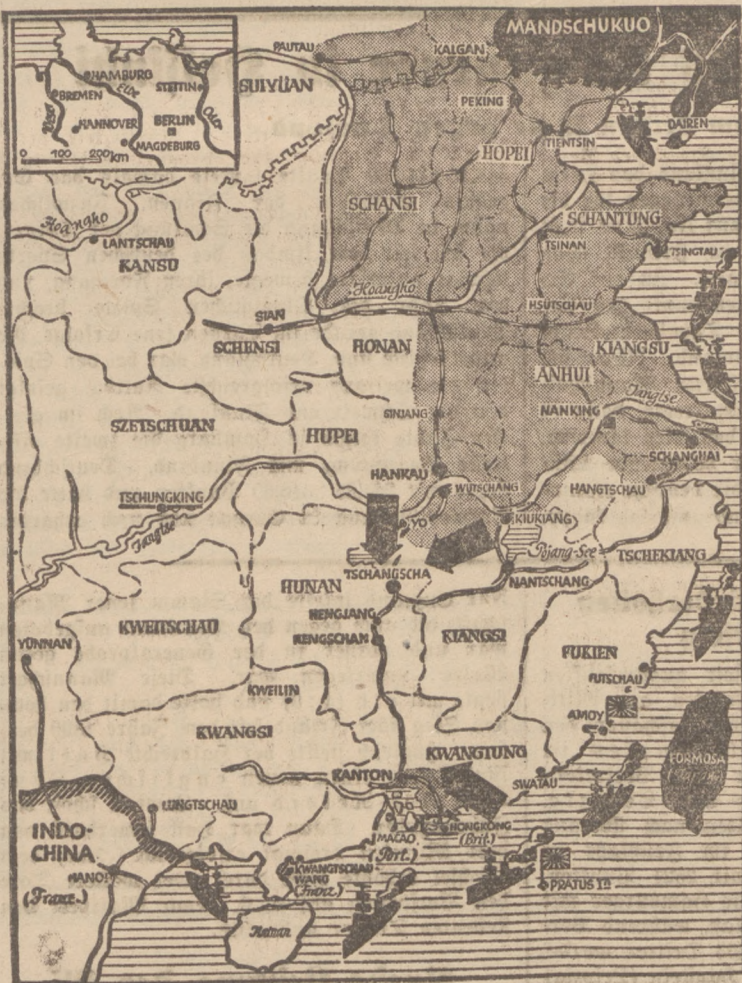 HAMBURG
Elbe
STETTIN
BREMEN
Weser
HANNOVER
BERLIN
Oder
MAGDEBURG
0 100 200 km
PAUTAU
KALGAN
MANDSCHUKUO
SUIYÜAN
PEKING
TIENTSIN
DAIREN
HOPEI
SCHANSI
SCHANTUNG
Hoangho
LANTSCHAU
KANSU
TSINAN
TSINGTAU
Hoangho
SIAN
SCHENSI
HONAN
HSUTSCHAU
KIANGSU
ANHUI
Jangtse
SZETSCHUAN
HUPEI
SINJANG
NANKING
SCHANGHAI
HANKAU
WUTSCHANG
HANGTSCHAU
TSCHUNGKING
Jangtse
YO
KIUKIANG
Pojang-See
TSCHEKIANG
HUNAN
TSCHANGSCHA
NANTSCHANG
KWEITSCHAU
HENGJANG
HENGSCHAN
KIANGSI
FUKIEN
YÜNNAN
FUTSCHAU
KWEILIN
AMOY
KWANGSI
KWANGTUNG
FORMOSA
(Japan)
KANTON
SWATAU
LUNGTSCHAU
INDO
CHINA
HONGKONG
(Brit.)
MACAO
(Port.)
HANOI
(Franz.)
KWANGTSCHAU
WANG
(Franz.)
PRATUS In
Hainan